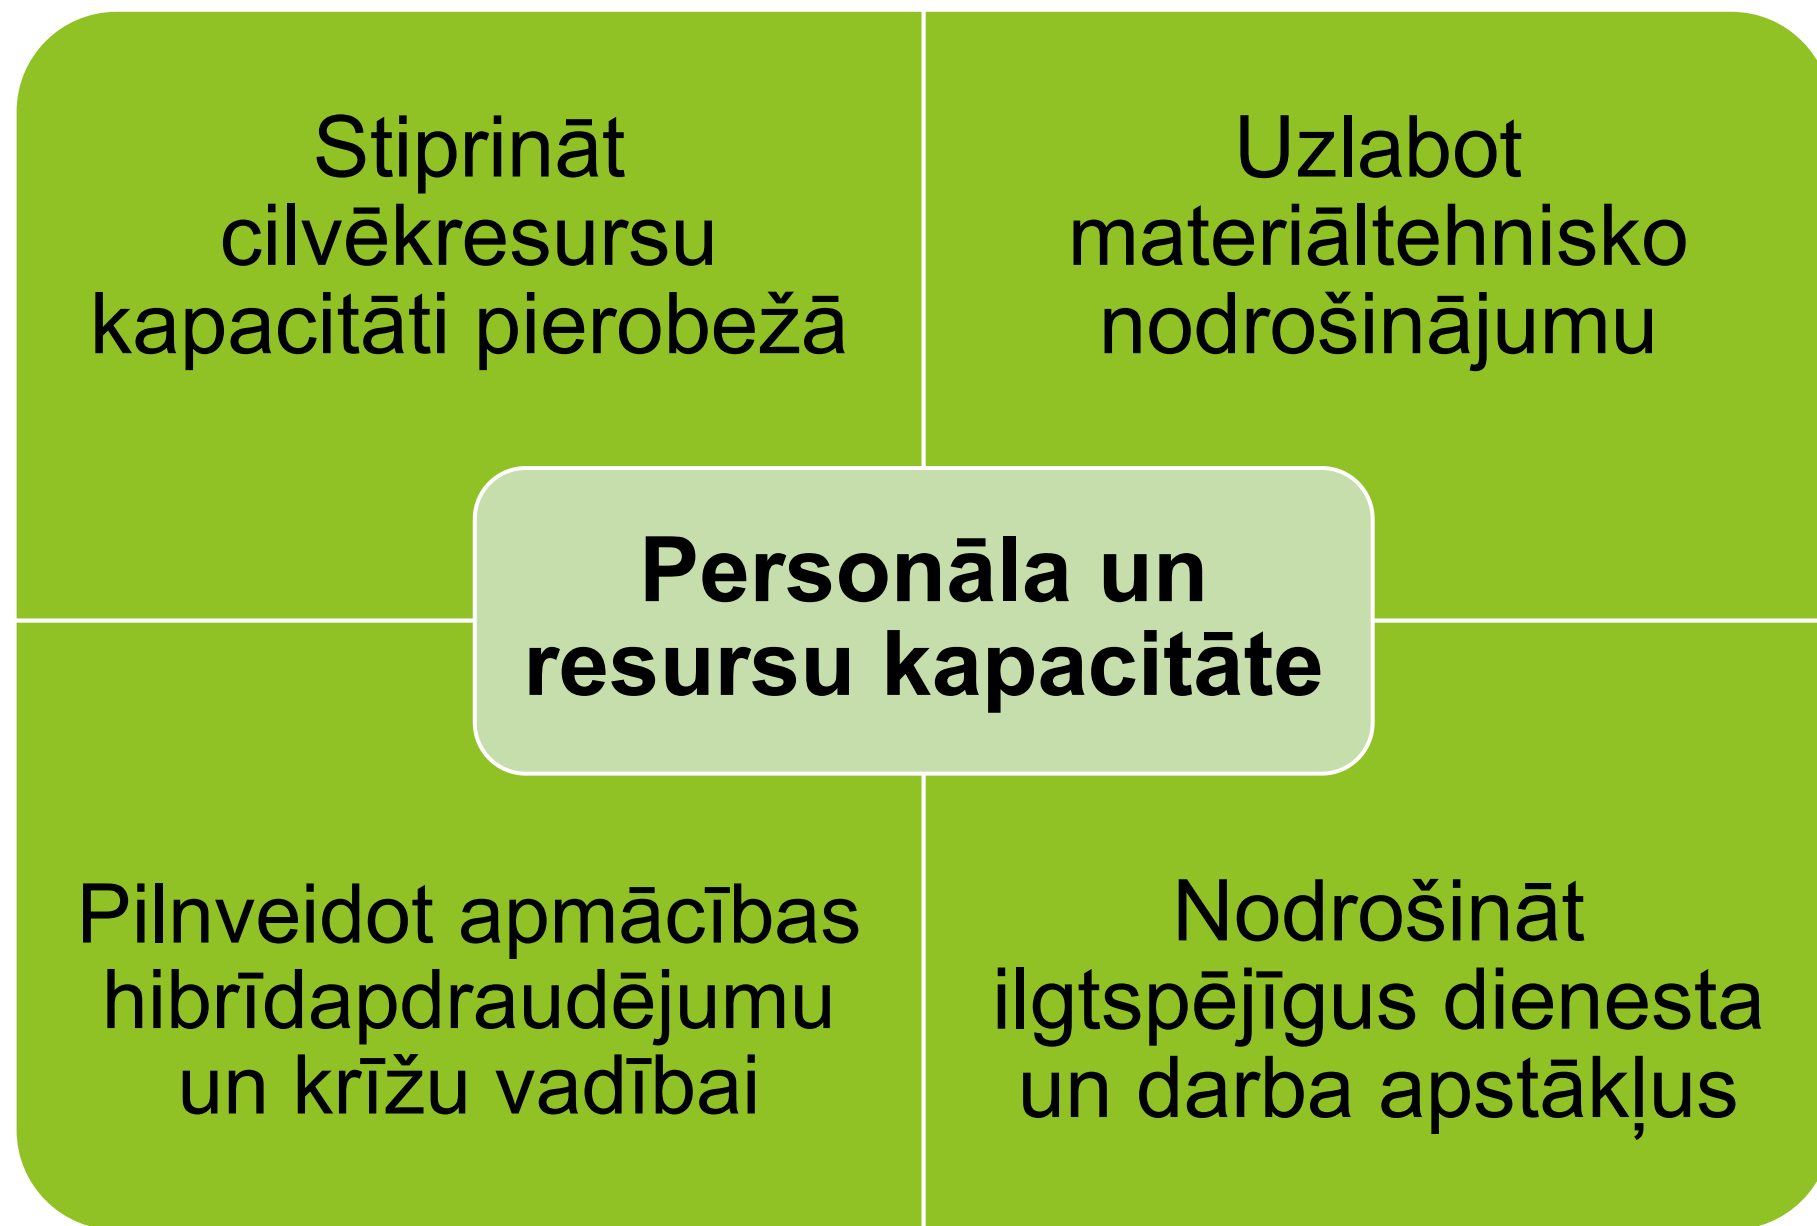 Stiprināt
cilvēkresursu
kapacitāti pierobežā
Uzlabot
materiāltehnisko
nodrošinājumu
Personāla un
resursu kapacitāte
Pilnveidot apmācības
hibrīdapdraudējumu
un krīžu vadībai
Nodrošināt
ilgtspējīgus dienesta
un darba apstākļus